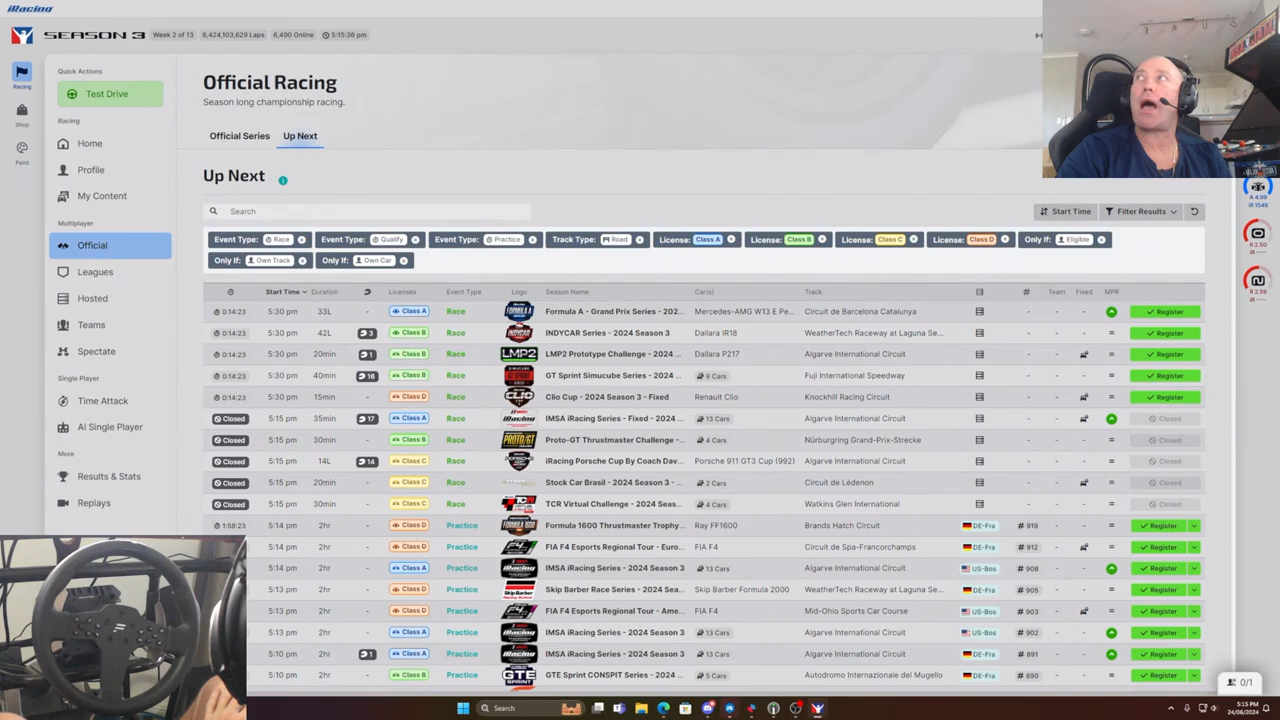 iRacing
SEASON 3 Week 2 of 13 6,424,103,629 Laps 6,490 Online 5:15:36 pm
Racing
Shop
Paint
Quick Actions
Test Drive
Racing
Home
Profile
My Content
Multiplayer
Official
Leagues
Hosted
Teams
Spectate
Single Player
Time Attack
AI Single Player
More
Results & Stats
Replays
Official Racing
Season long championship racing.
Official Series Up Next
Up Next
Search Start Time Filter Results
Event Type: Race Event Type: Qualify Event Type: Practice Track Type: Road License: Class A License: Class B License: Class C License: Class D Only If: Eligible
Only If: Own Track Only If: Own Car
Start Time Duration Licenses Event Type Logo Season Name Car(s) Track # Team Fixed MPR
0:14:23 5:30 pm 33L - Class A Race Formula A - Grand Prix Series - 202... Mercedes-AMG W13 E Pe... Circuit de Barcelona Catalunya - - - Register
0:14:23 5:30 pm 42L 3 Class B Race INDYCAR Series - 2024 Season 3 Dallara IR18 WeatherTech Raceway at Laguna Se... - - - = Register
0:14:23 5:30 pm 20min 1 Class B Race LMP2 Prototype Challenge - 2024 ... Dallara P217 Algarve International Circuit - - = Register
0:14:23 5:30 pm 40min 16 Class B Race GT Sprint Simucube Series - 2024 ... 9 Cars Fuji International Speedway - - - = Register
0:14:23 5:30 pm 15min - Class D Race Clio Cup - 2024 Season 3 - Fixed Renault Clio Knockhill Racing Circuit - - = Register
Closed 5:15 pm 35min 17 Class A Race IMSA iRacing Series - Fixed - 2024 ... 13 Cars Algarve International Circuit - - Closed
Closed 5:15 pm 30min - Class B Race Proto-GT Thrustmaster Challenge -... 4 Cars Nürburgring Grand-Prix-Strecke - - - = Closed
Closed 5:15 pm 14L 14 Class C Race iRacing Porsche Cup By Coach Dav... Porsche 911 GT3 Cup (992) Algarve International Circuit - - - = Closed
Closed 5:15 pm 20min - Class C Race Stock Car Brasil - 2024 Season 3 -... 2 Cars Circuit de Lédenon - - = Closed
Closed 5:15 pm 30min - Class C Race TCR Virtual Challenge - 2024 Seas... 4 Cars Watkins Glen International - - - = Closed
1:58:23 5:14 pm 2hr - Class D Practice Formula 1600 Thrustmaster Trophy... Ray FF1600 Brands Hatch Circuit DE-Fra # 919 - - = Register
5:14 pm 2hr - Class D Practice FIA F4 Esports Regional Tour - Euro... FIA F4 Circuit de Spa-Francorchamps DE-Fra # 912 - = Register
5:14 pm 2hr - Class A Practice IMSA iRacing Series - 2024 Season 3 13 Cars Algarve International Circuit US-Bos # 908 - - Register
5:13 pm 2hr - Class D Practice Skip Barber Race Series - 2024 Sea... Skip Barber Formula 2000 WeatherTech Raceway at Laguna Se... DE-Fra # 905 - - = Register
5:13 pm 2hr - Class D Practice FIA F4 Esports Regional Tour - Ame... FIA F4 Mid-Ohio Sports Car Course US-Bos # 903 - = Register
5:13 pm 2hr - Class A Practice IMSA iRacing Series - 2024 Season 3 13 Cars Algarve International Circuit US-Bos # 902 - - Register
5:10 pm 2hr 1 Class A Practice IMSA iRacing Series - 2024 Season 3 13 Cars Algarve International Circuit DE-Fra # 891 - - Register
5:10 pm 2hr - Class B Practice GTE Sprint CONSPIT Series - 2024 ... 5 Cars Autodromo Internazionale del Mugello DE-Fra # 890 - - = Register
A 4.99
iR 1549
R 2.50
iR ----
R 2.59
iR ----
0/1
Search
5:15 PM
24/06/2024